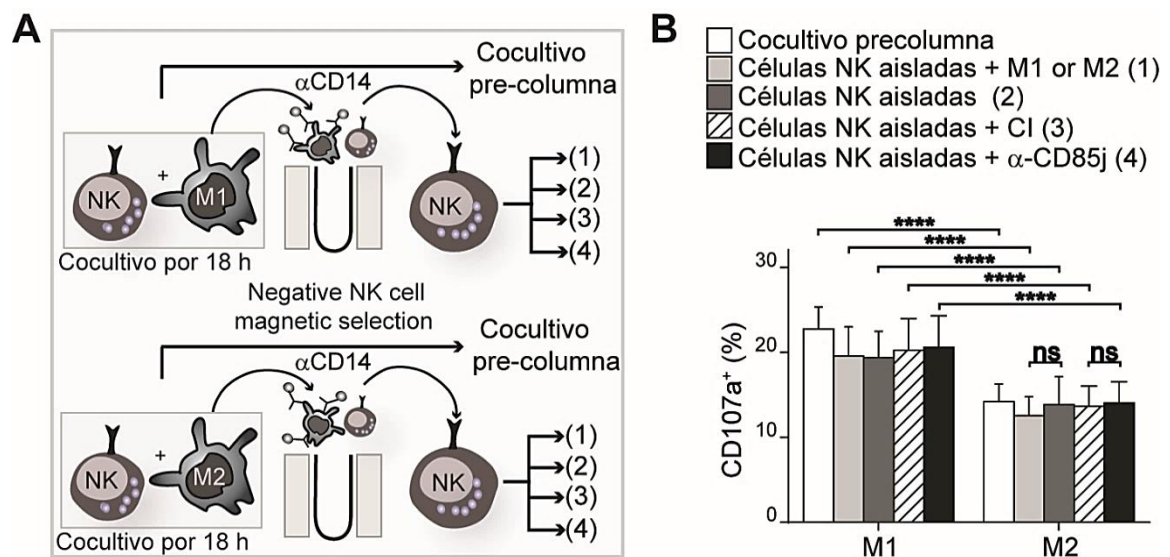 A
Cocultivo
pre-columna
αCD14
NK
+
M1
NK
(1)
(2)
(3)
(4)
Cocultivo por 18 h
Negative NK cell
magnetic selection
Cocultivo
pre-columna
αCD14
NK
+
M2
NK
(1)
(2)
(3)
(4)
Cocultivo por 18 h
B
Cocultivo precolumna
Células NK aisladas + M1 or M2 (1)
Células NK aisladas (2)
Células NK aisladas + CI (3)
Células NK aisladas + α-CD85j (4)
****
****
****
****
****
ns ns
CD107a⁺ (%)
30
20
10
0
M1 M2